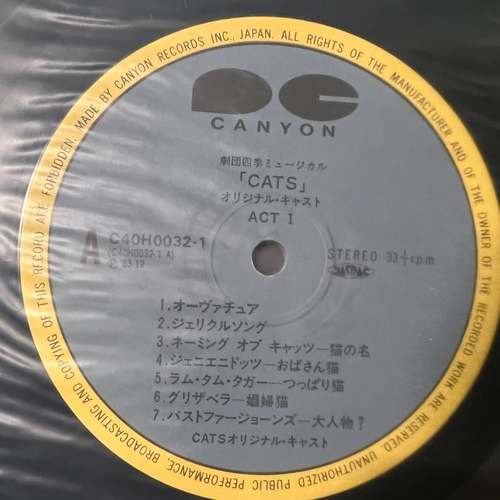 MADE BY CANYON RECORDS INC., JAPAN. ALL RIGHTS OF THE MANUFACTURER AND OF THE OWNER OF THE RECORDED WORK ARE RESERVED. UNAUTHORIZED PUBLIC PERFORMANCE, BROADCASTING AND COPYING OF THIS RECORD ARE FORBIDDEN.
CANYON
劇団四季ミュージカル
「CATS」
オリジナル・キャスト
ACT I
A
C40H0032-1
(C40H0032-1 A)
℗ '83.12
STEREO 33⅓r.p.m.
1.オーヴァチュア
2.ジェリクルソング
3.ネーミング オブ キャッツ―猫の名
4.ジェニエニドッツ―おばさん猫
5.ラム・タム・タガー―つっぱり猫
6.グリザベラ―娼婦猫
7.バストファージョーンズ―大人物?
CATSオリジナル・キャスト